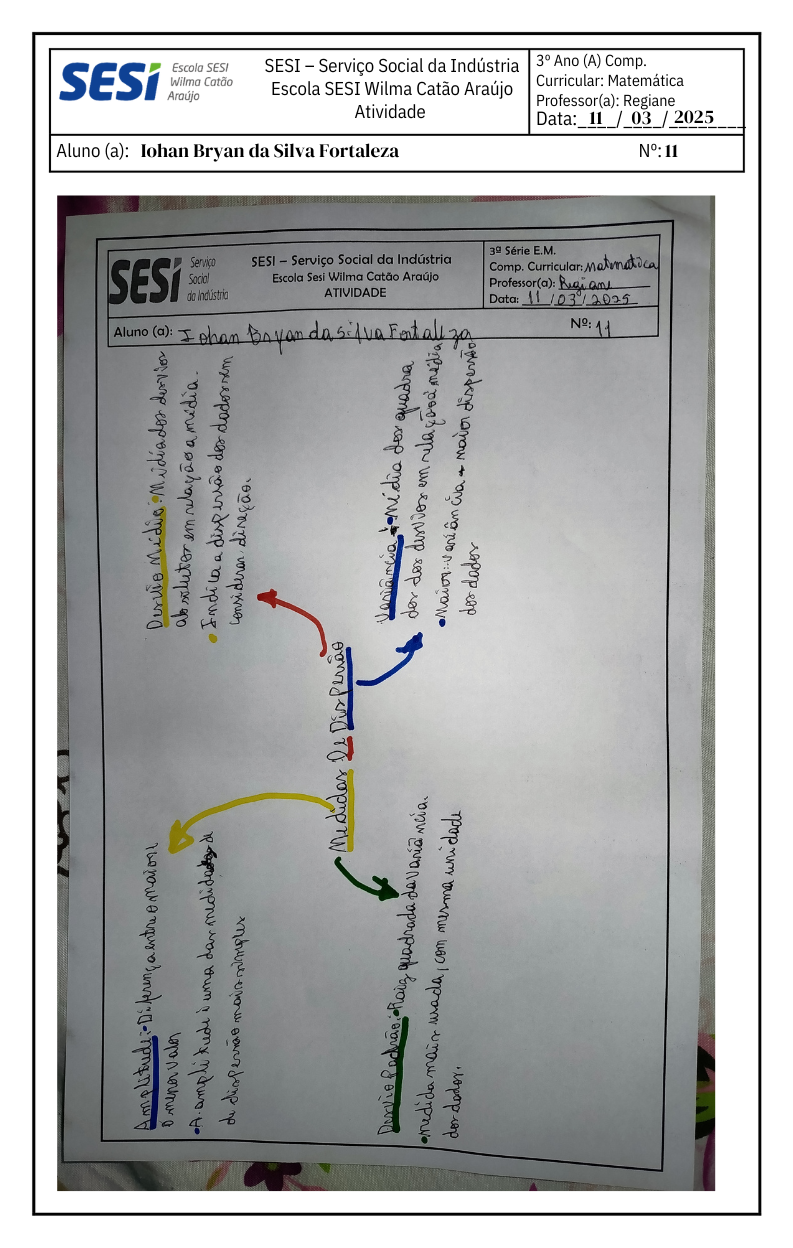 SESI
Escola SESI
Wilma Catão
Araújo
SESI – Serviço Social da Indústria
Escola SESI Wilma Catão Araújo
Atividade
3º Ano (A) Comp.
Curricular: Matemática
Professor(a): Regiane
Data: 11 / 03 / 2025
Aluno (a): Iohan Bryan da Silva Fortaleza
Nº: 11
SESI
Serviço
Social
da Indústria
SESI – Serviço Social da Indústria
Escola Sesi Wilma Catão Araújo
ATIVIDADE
3ª Série E.M.
Comp. Curricular: Matematica
Professor(a): Regiane
Data: 11 / 03 / 2025
Aluno (a): Iohan Bryan da silva Fortaleza
Nº: 11
Medidas De Dispersão
Amplitude: • Diferença entre o maior e
o menor valor
• A amplitude é uma das medidas de
de dispersão mais simples
Desvio Médio: • Média dos desvios
absolutos em relação a média.
• Indica a dispersão dos dados sem
considerar direção.
Desvio Padrão: • Raiz quadrada da Variância.
• Medida mais usada, com mesma unidade
dos dados.
Variância: • Média dos quadra
dos dos desvios em relação a média
• Maior variância → maior dispersão
dos dados